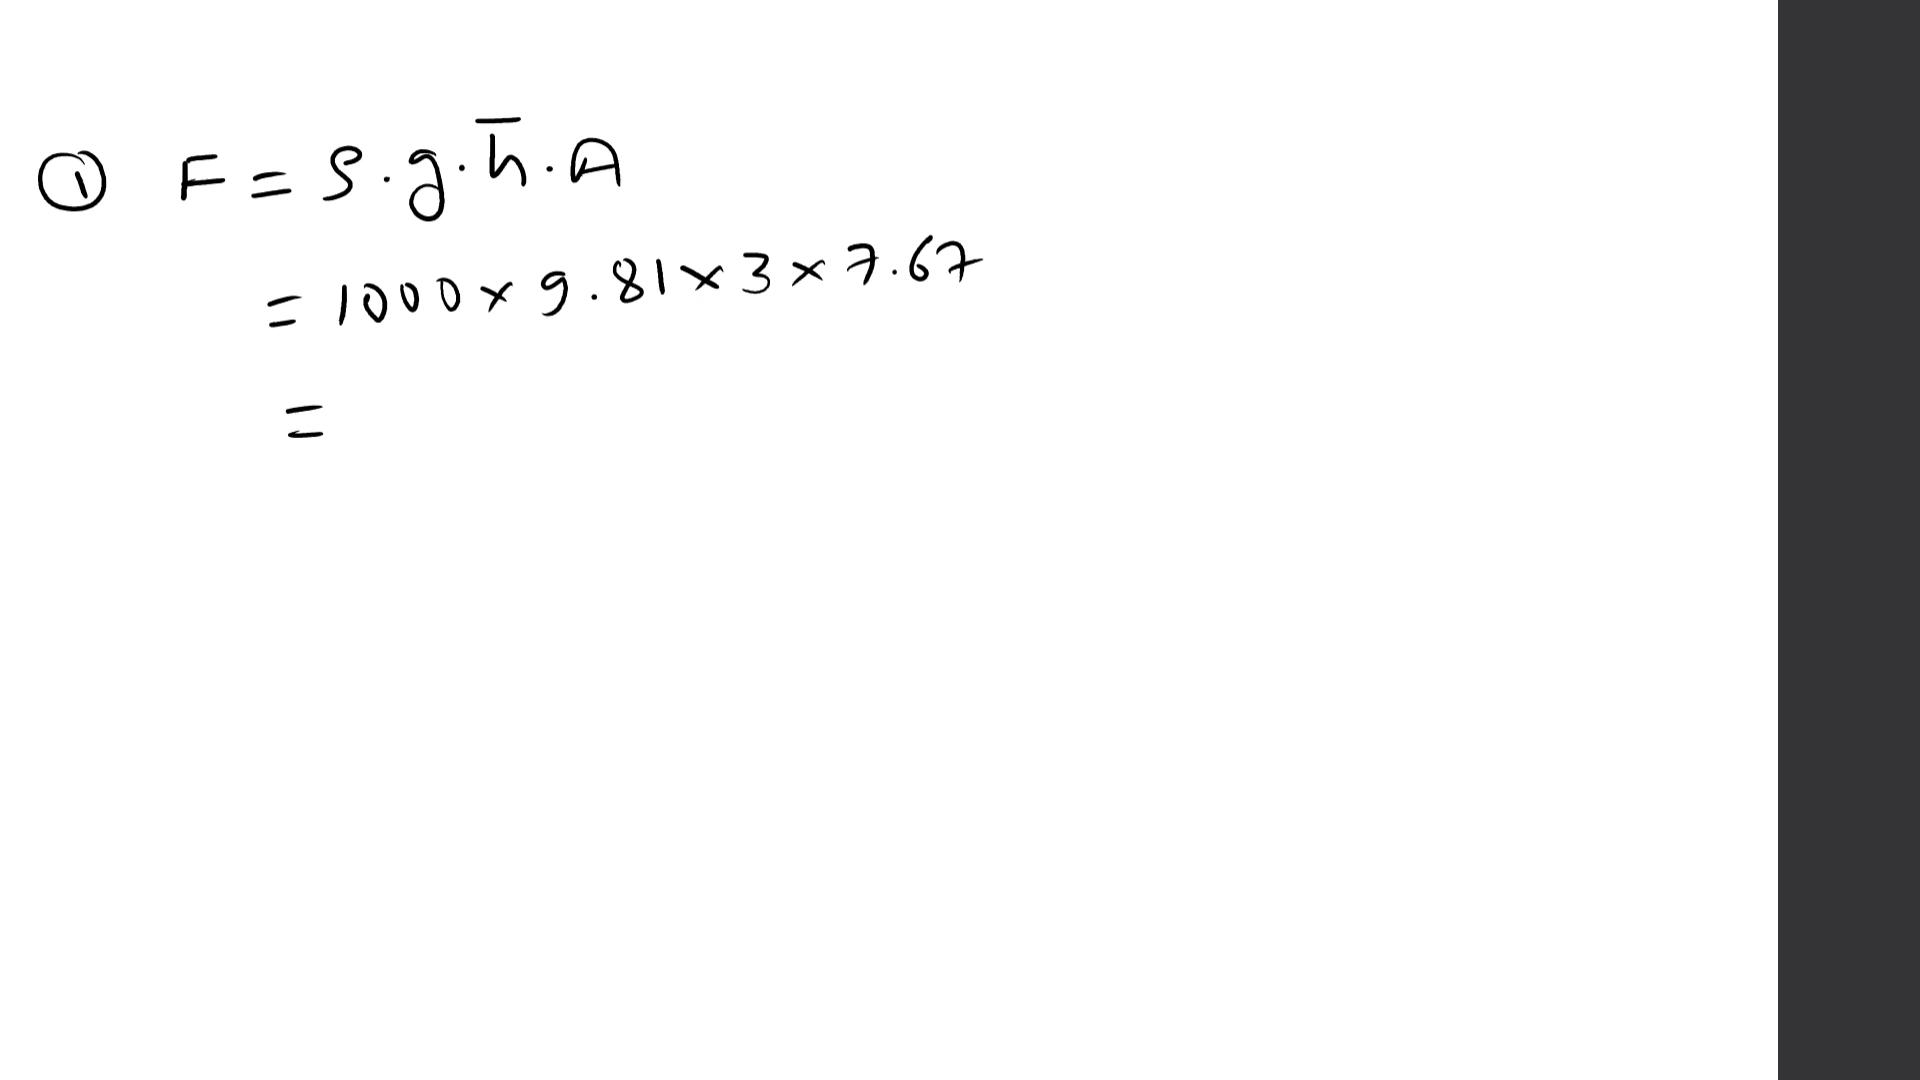 ① F = ρ·g·h̅·A
= 1000 × 9.81 × 3 × 7.67
=